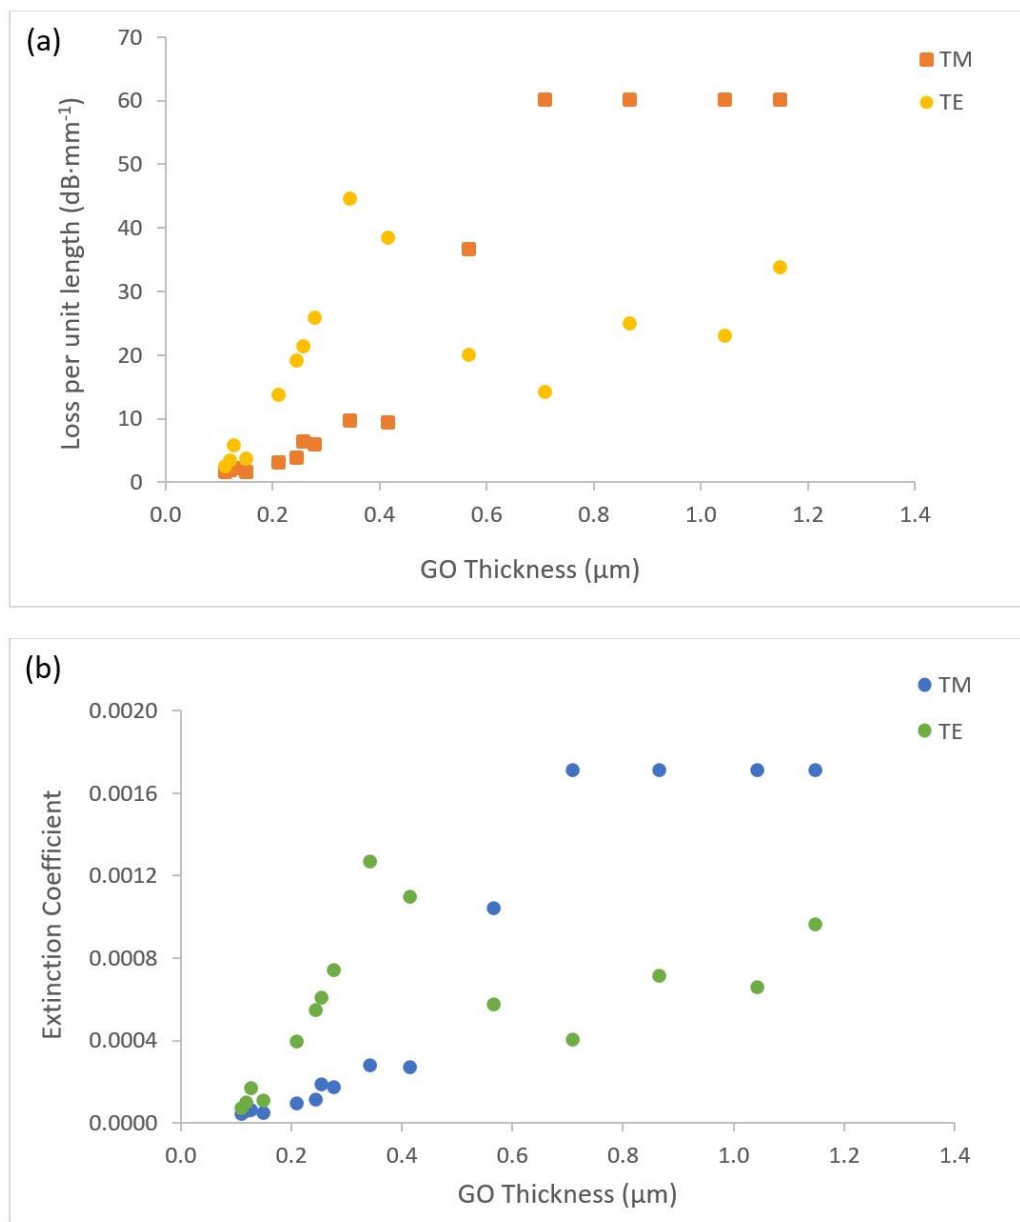 (a)
70
60
50
40
30
20
10
0
Loss per unit length (dB·mm⁻¹)
TM
TE
0.0 0.2 0.4 0.6 0.8 1.0 1.2 1.4
GO Thickness (µm)
(b)
TM
TE
0.0020
0.0016
0.0012
0.0008
0.0004
0.0000
Extinction Coefficient
0.0 0.2 0.4 0.6 0.8 1.0 1.2 1.4
GO Thickness (µm)